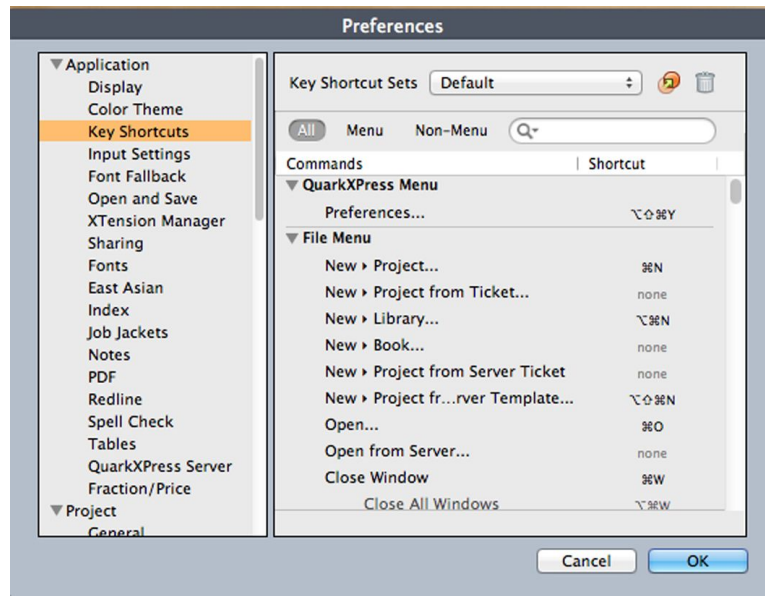 Preferences
Application
Display
Color Theme
Key Shortcuts
Input Settings
Font Fallback
Open and Save
XTension Manager
Sharing
Fonts
East Asian
Index
Job Jackets
Notes
PDF
Redline
Spell Check
Tables
QuarkXPress Server
Fraction/Price
Project
General
Key Shortcut Sets Default
All Menu Non-Menu
Commands Shortcut
QuarkXPress Menu
Preferences... ⌥⇧⌘Y
File Menu
New ▸ Project... ⌘N
New ▸ Project from Ticket... none
New ▸ Library... ⌥⌘N
New ▸ Book... none
New ▸ Project from Server Ticket none
New ▸ Project fr...rver Template... ⌥⇧⌘N
Open... ⌘O
Open from Server... none
Close Window ⌘W
Close All Windows ⌥⌘W
Cancel OK